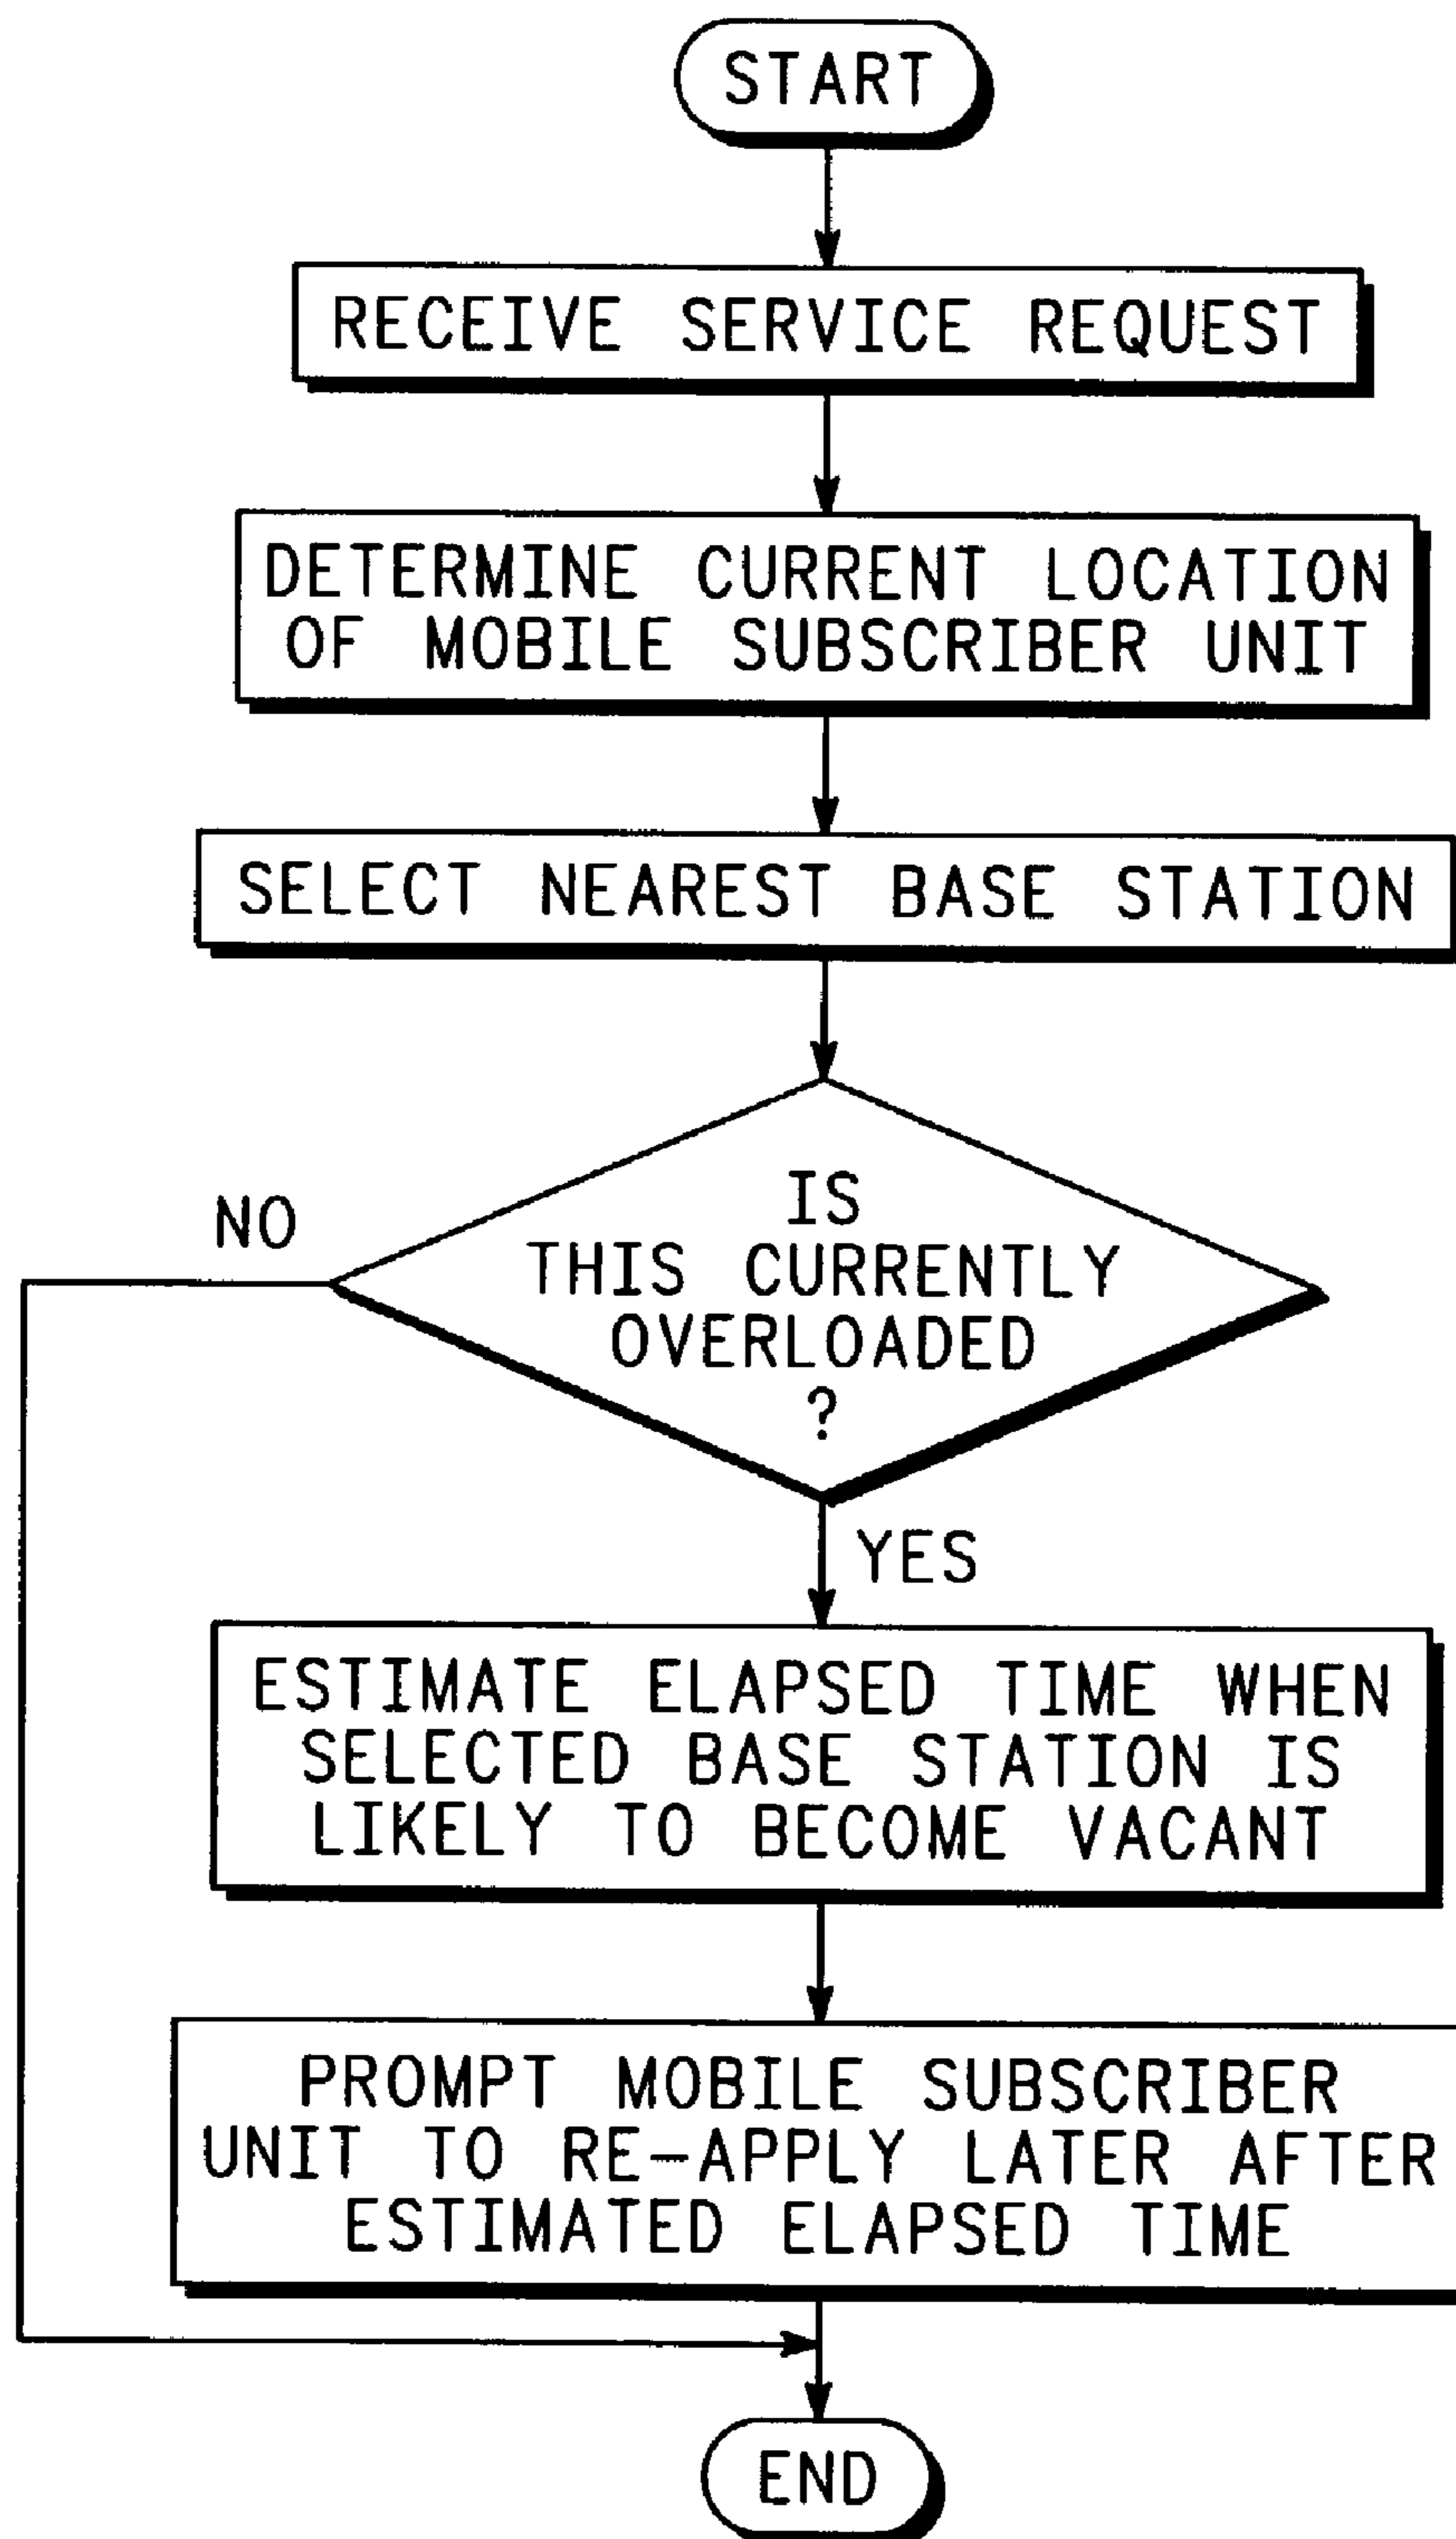 START
RECEIVE SERVICE REQUEST
DETERMINE CURRENT LOCATION
OF MOBILE SUBSCRIBER UNIT
SELECT NEAREST BASE STATION
IS
THIS CURRENTLY
OVERLOADED
?
NO
YES
ESTIMATE ELAPSED TIME WHEN
SELECTED BASE STATION IS
LIKELY TO BECOME VACANT
PROMPT MOBILE SUBSCRIBER
UNIT TO RE-APPLY LATER AFTER
ESTIMATED ELAPSED TIME
END